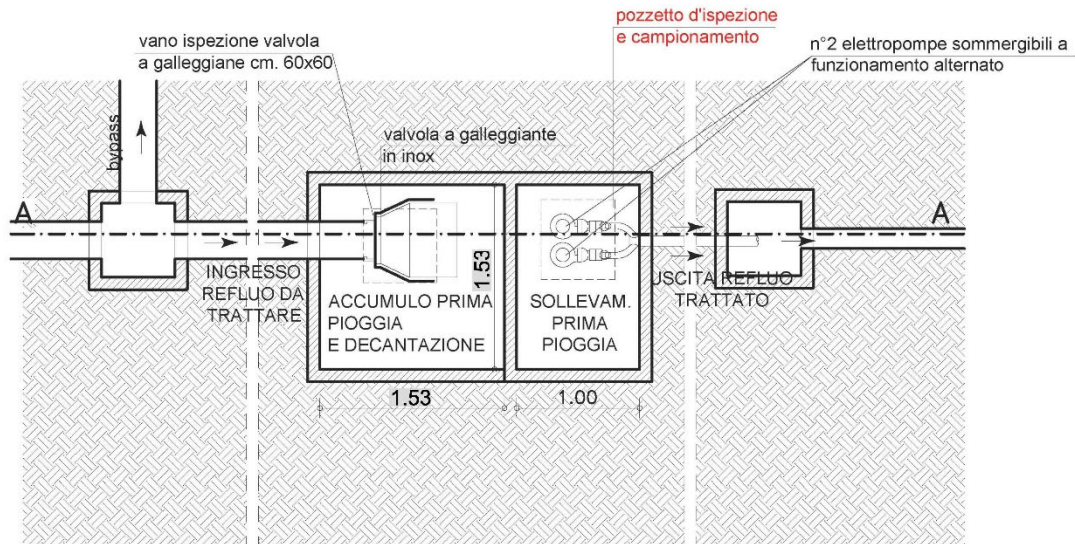 pozzetto d'ispezione
e campionamento
vano ispezione valvola
a galleggiane cm. 60x60
n°2 elettropompe sommergibili a
funzionamento alternato
bypass
valvola a galleggiante
in inox
A
A
INGRESSO
REFLUO DA
TRATTARE
1.53
ACCUMULO PRIMA
PIOGGIA
E DECANTAZIONE
SOLLEVAM.
PRIMA
PIOGGIA
USCITA REFLUO
TRATTATO
1.53
1.00